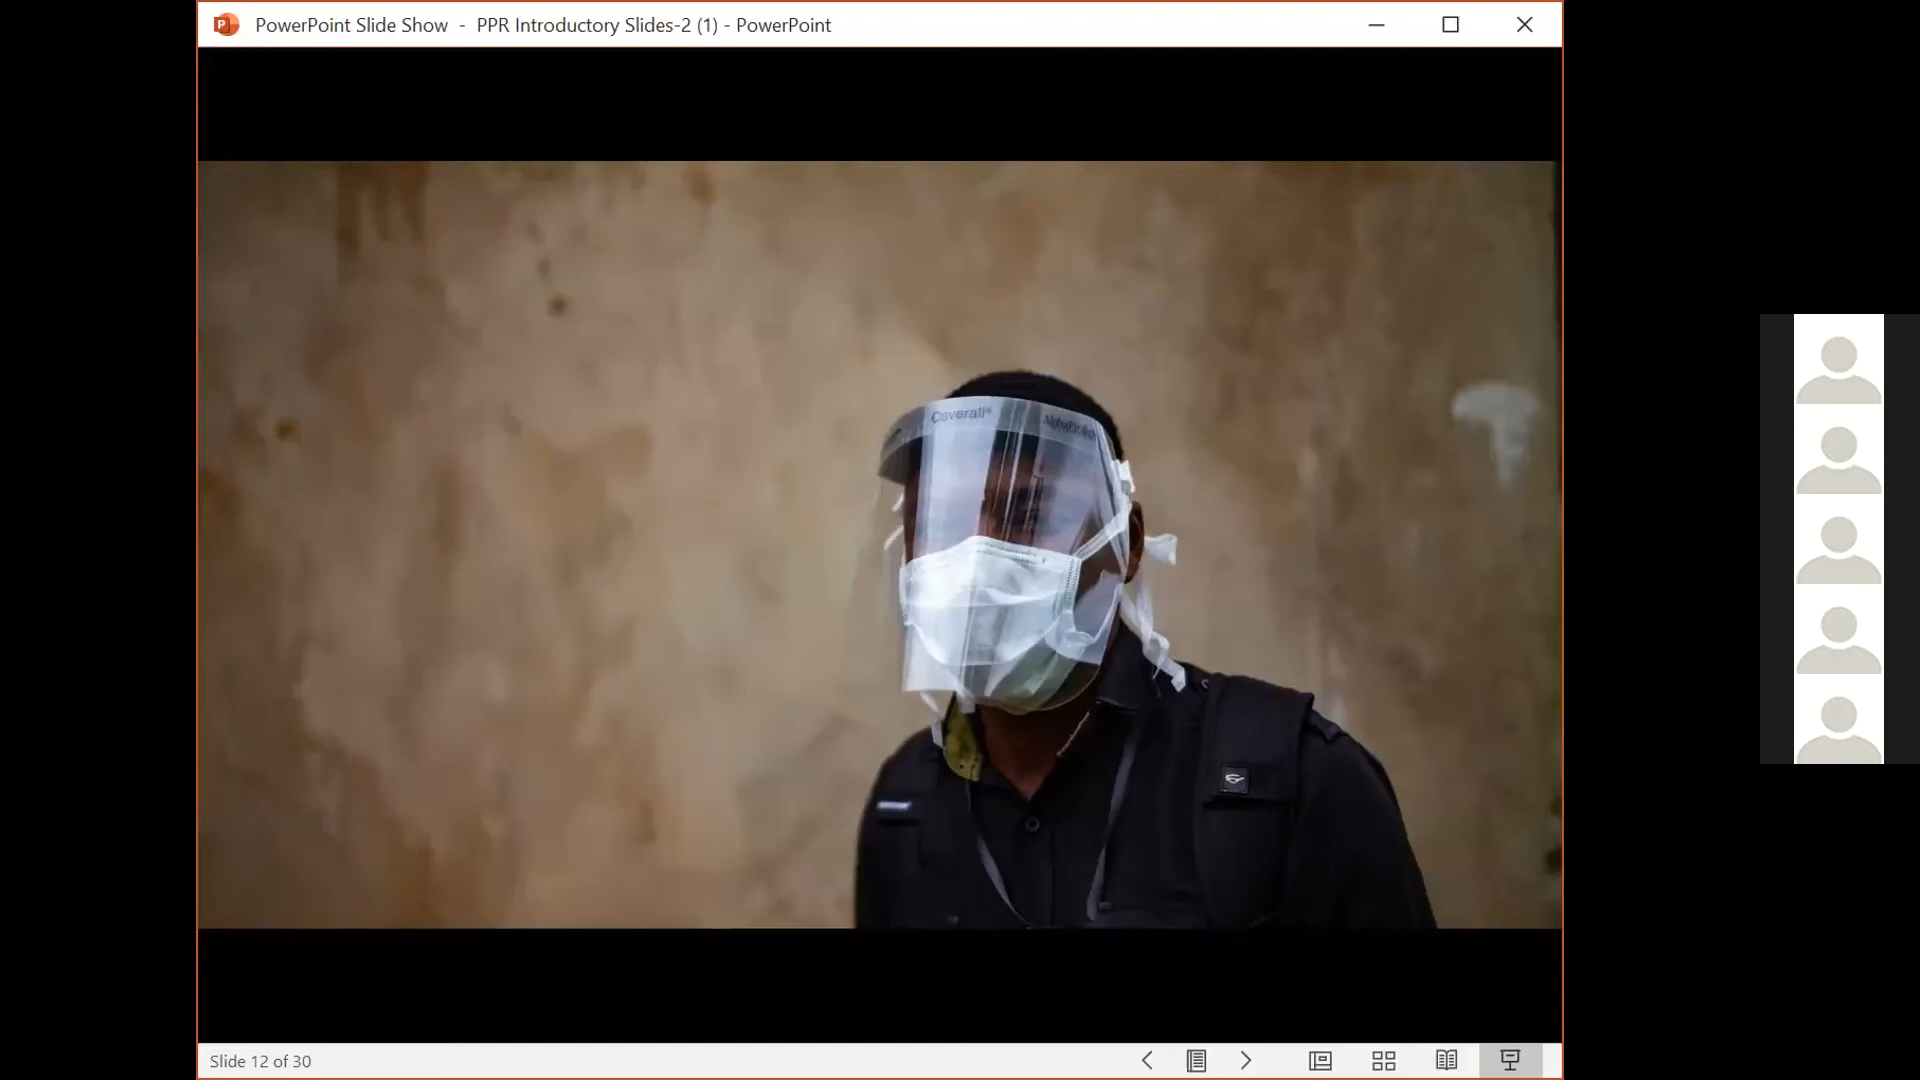 PowerPoint Slide Show - PPR Introductory Slides-2 (1) - PowerPoint
Coverall®
Slide 12 of 30